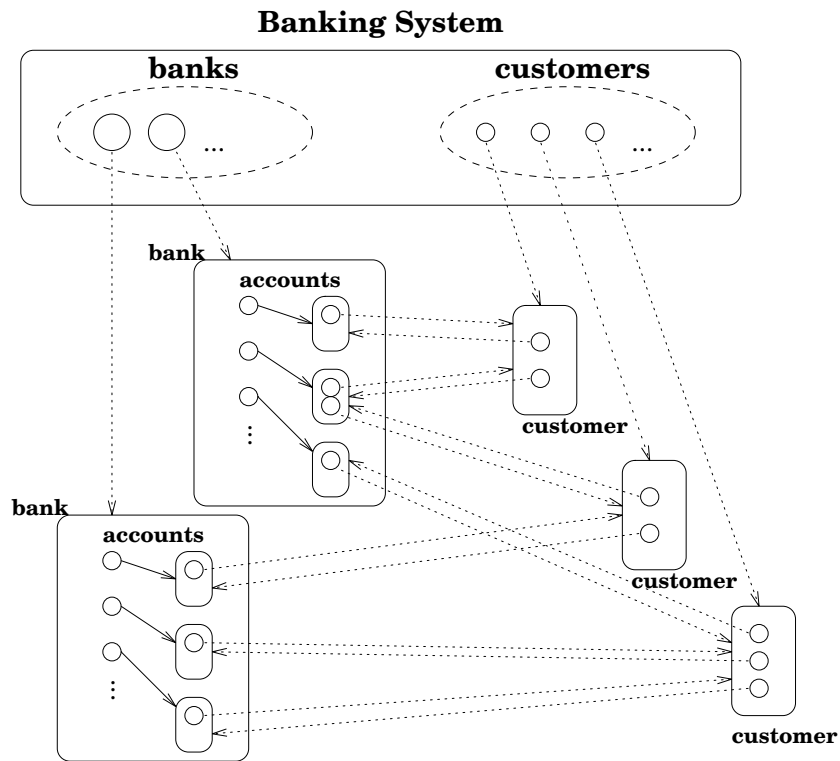 Banking System
banks
customers
...
...
bank
accounts
...
customer
bank
accounts
customer
...
customer